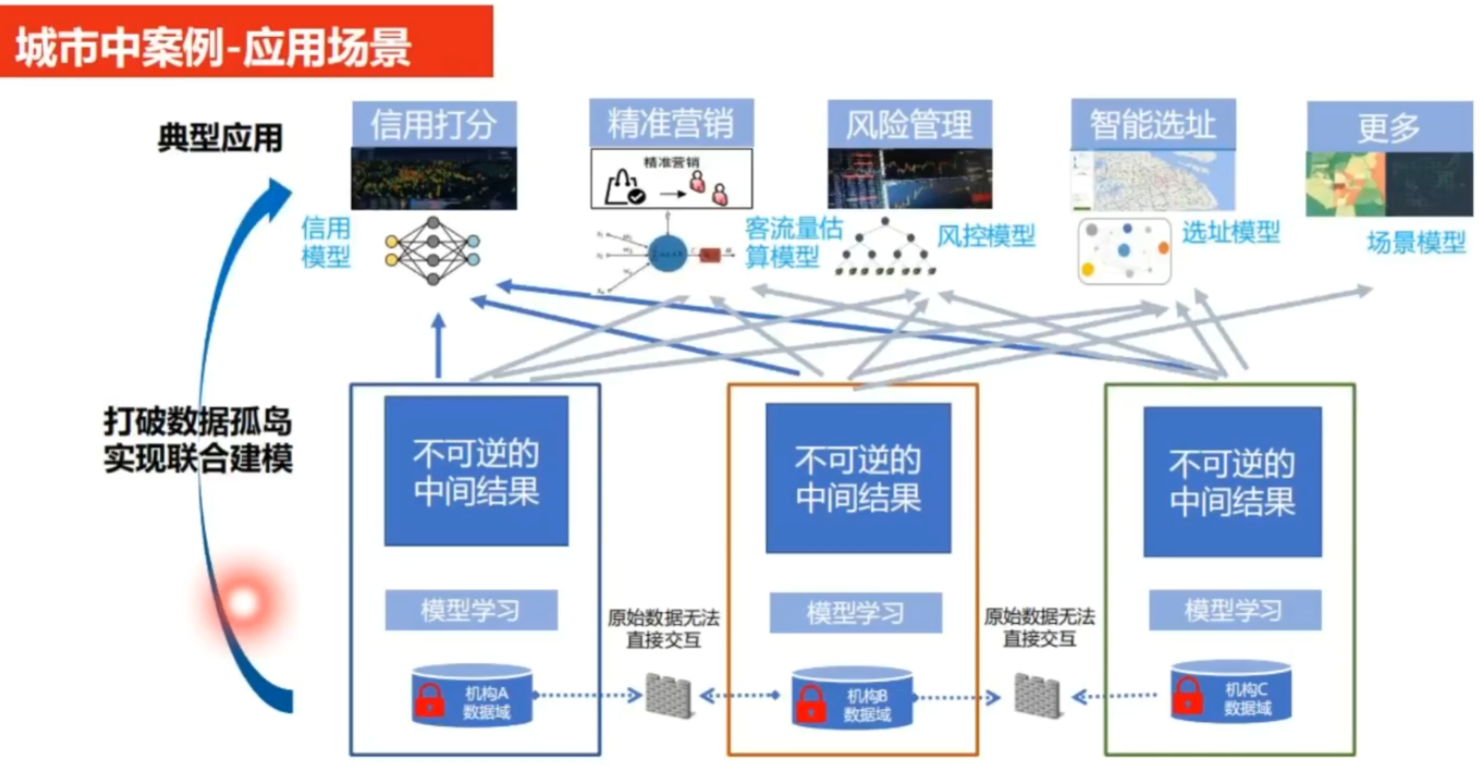 城市中案例-应用场景
典型应用
信用打分
精准营销
风险管理
智能选址
更多
精准营销
信用
模型
客流量估
算模型
风控模型
选址模型
场景模型
打破数据孤岛
实现联合建模
不可逆的
中间结果
不可逆的
中间结果
不可逆的
中间结果
模型学习
原始数据无法
直接交互
模型学习
原始数据无法
直接交互
模型学习
机构A
数据域
机构B
数据域
机构C
数据域